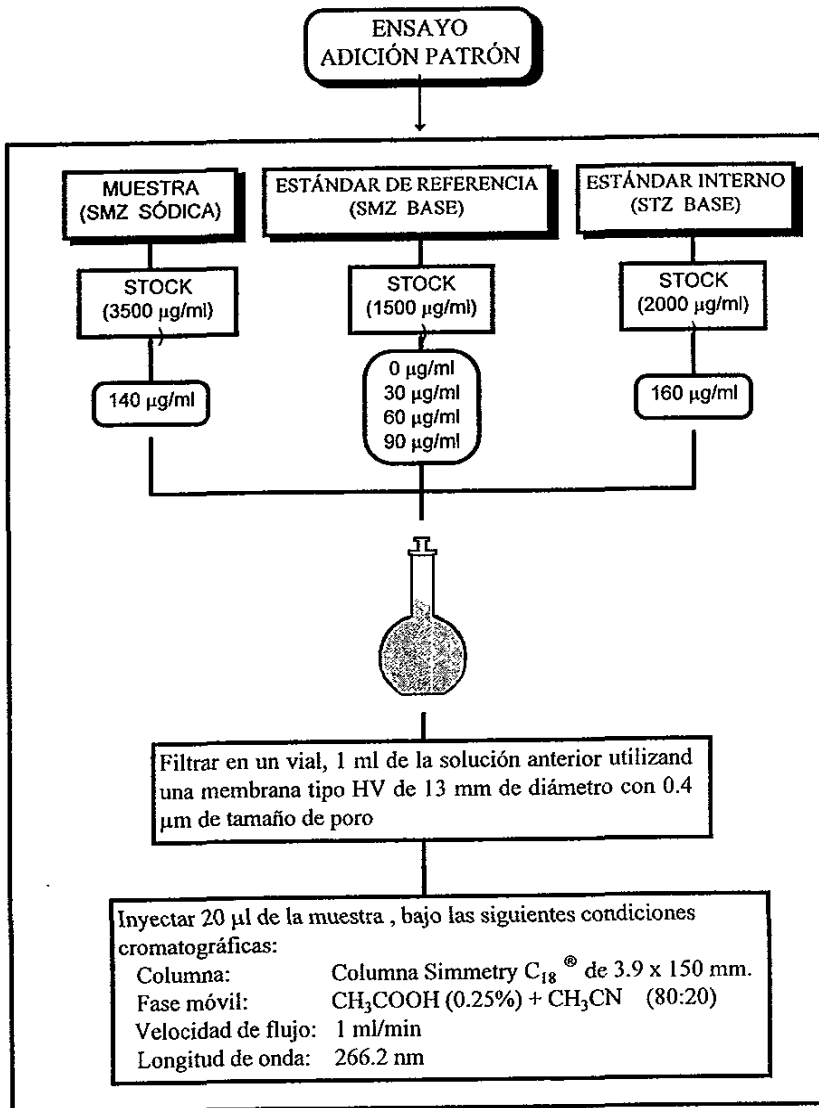 ENSAYO
ADICIÓN PATRÓN
MUESTRA
(SMZ SÓDICA)
ESTÁNDAR DE REFERENCIA
(SMZ BASE)
ESTÁNDAR INTERNO
(STZ BASE)
STOCK
(3500 µg/ml)
)
STOCK
(1500 µg/ml)
)
STOCK
(2000 µg/ml)
)
140 µg/ml
0 µg/ml
30 µg/ml
60 µg/ml
90 µg/ml
160 µg/ml
Filtrar en un vial, 1 ml de la solución anterior utilizand
una membrana tipo HV de 13 mm de diámetro con 0.4
µm de tamaño de poro
Inyectar 20 µl de la muestra , bajo las siguientes condiciones
cromatográficas:
Columna: Columna Simmetry C₁₈ ® de 3.9 x 150 mm.
Fase móvil: CH₃COOH (0.25%) + CH₃CN (80:20)
Velocidad de flujo: 1 ml/min
Longitud de onda: 266.2 nm